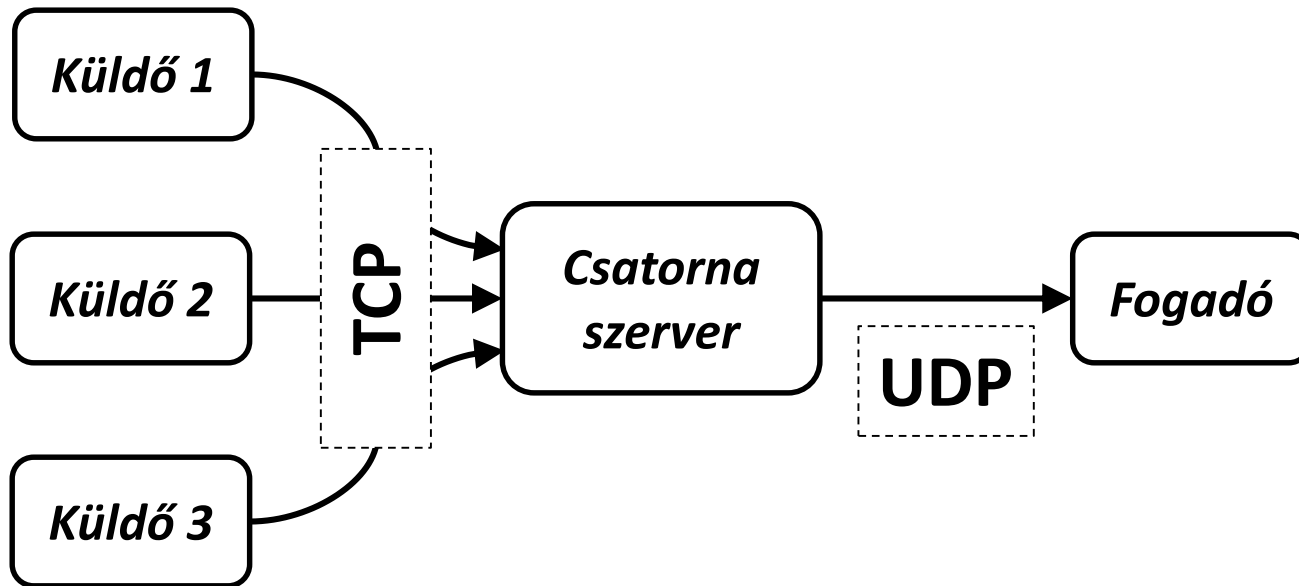 Küldő 1
Küldő 2
Küldő 3
TCP
Csatorna
szerver
UDP
Fogadó